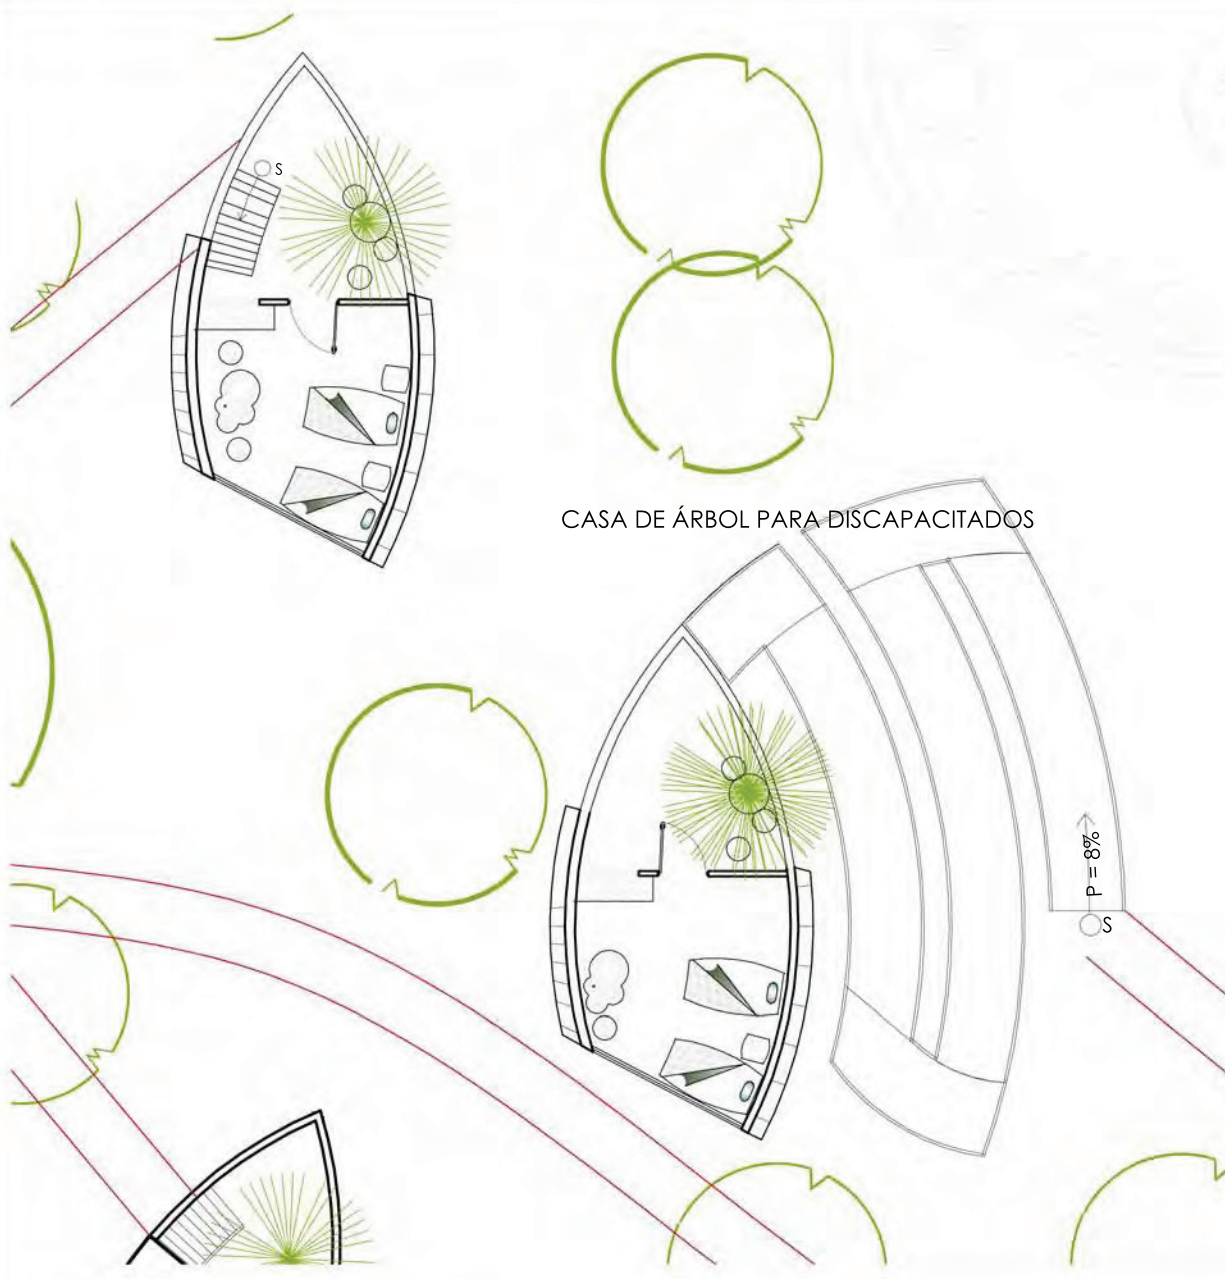 S
CASA DE ÁRBOL PARA DISCAPACITADOS
P = 8%
S